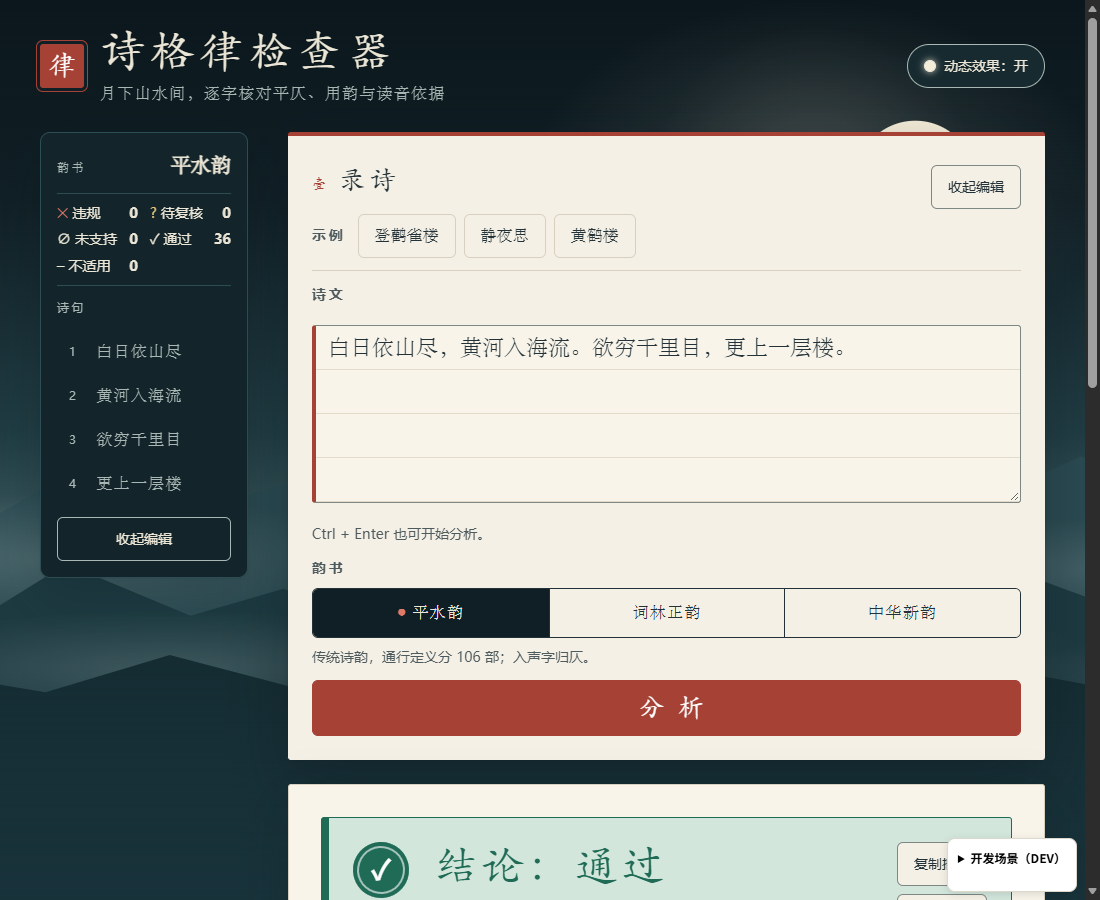 律
诗格律检查器
月下山水间，逐字核对平仄、用韵与读音依据
动态效果：开
韵书 平水韵
╳ 违规 0 ? 待复核 0
∅ 未支持 0 ✓ 通过 36
– 不适用 0
诗句
1 白日依山尽
2 黄河入海流
3 欲穷千里目
4 更上一层楼
收起编辑
壹 录诗
收起编辑
示例 登鹳雀楼 静夜思 黄鹤楼
诗文
白日依山尽，黄河入海流。欲穷千里目，更上一层楼。
Ctrl + Enter 也可开始分析。
韵书
平水韵 词林正韵 中华新韵
传统诗韵，通行定义分 106 部；入声字归仄。
分析
结论：通过
复制
▶ 开发场景（DEV）